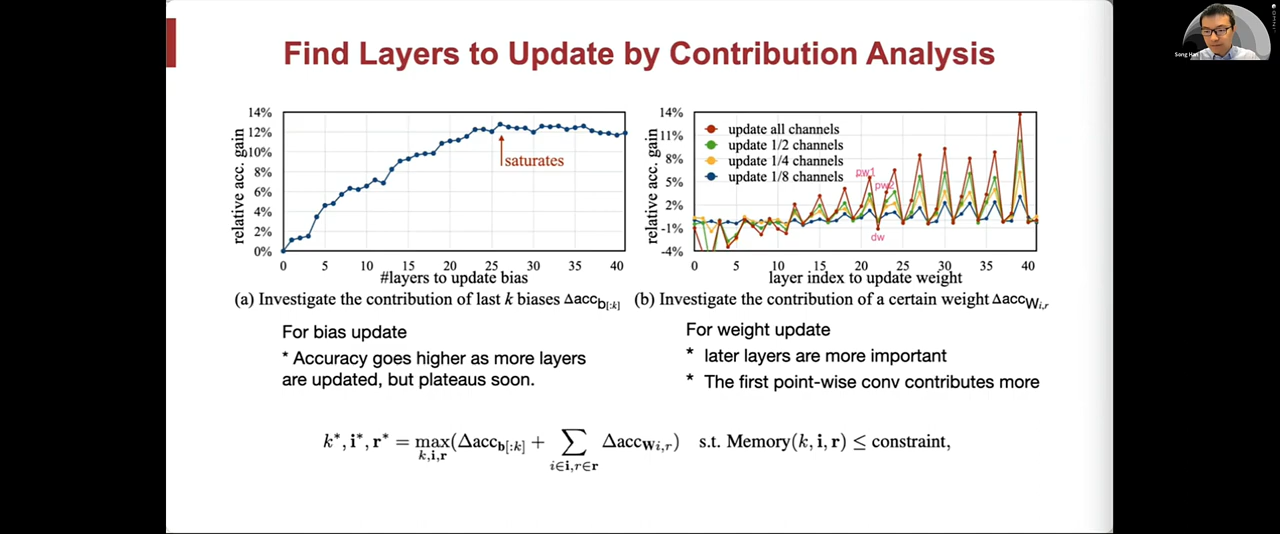 Find Layers to Update by Contribution Analysis
Song Han
14%
12%
10%
8%
6%
4%
2%
0%
relative acc. gain
saturates
0 5 10 15 20 25 30 35 40
#layers to update bias
(a) Investigate the contribution of last k biases Δacc_b[:k]
14%
11%
8%
5%
2%
-1%
-4%
relative acc. gain
update all channels
update 1/2 channels
update 1/4 channels
update 1/8 channels
pw1
pw2
dw
0 5 10 15 20 25 30 35 40
layer index to update weight
(b) Investigate the contribution of a certain weight Δacc_Wi,r
For bias update
* Accuracy goes higher as more layers
are updated, but plateaus soon.
For weight update
* later layers are more important
* The first point-wise conv contributes more
k*, i*, r* = max(Δacc_b[:k] + ∑ Δacc_Wi,r) s.t. Memory(k, i, r) ≤ constraint,
k,i,r
i∈i,r∈r